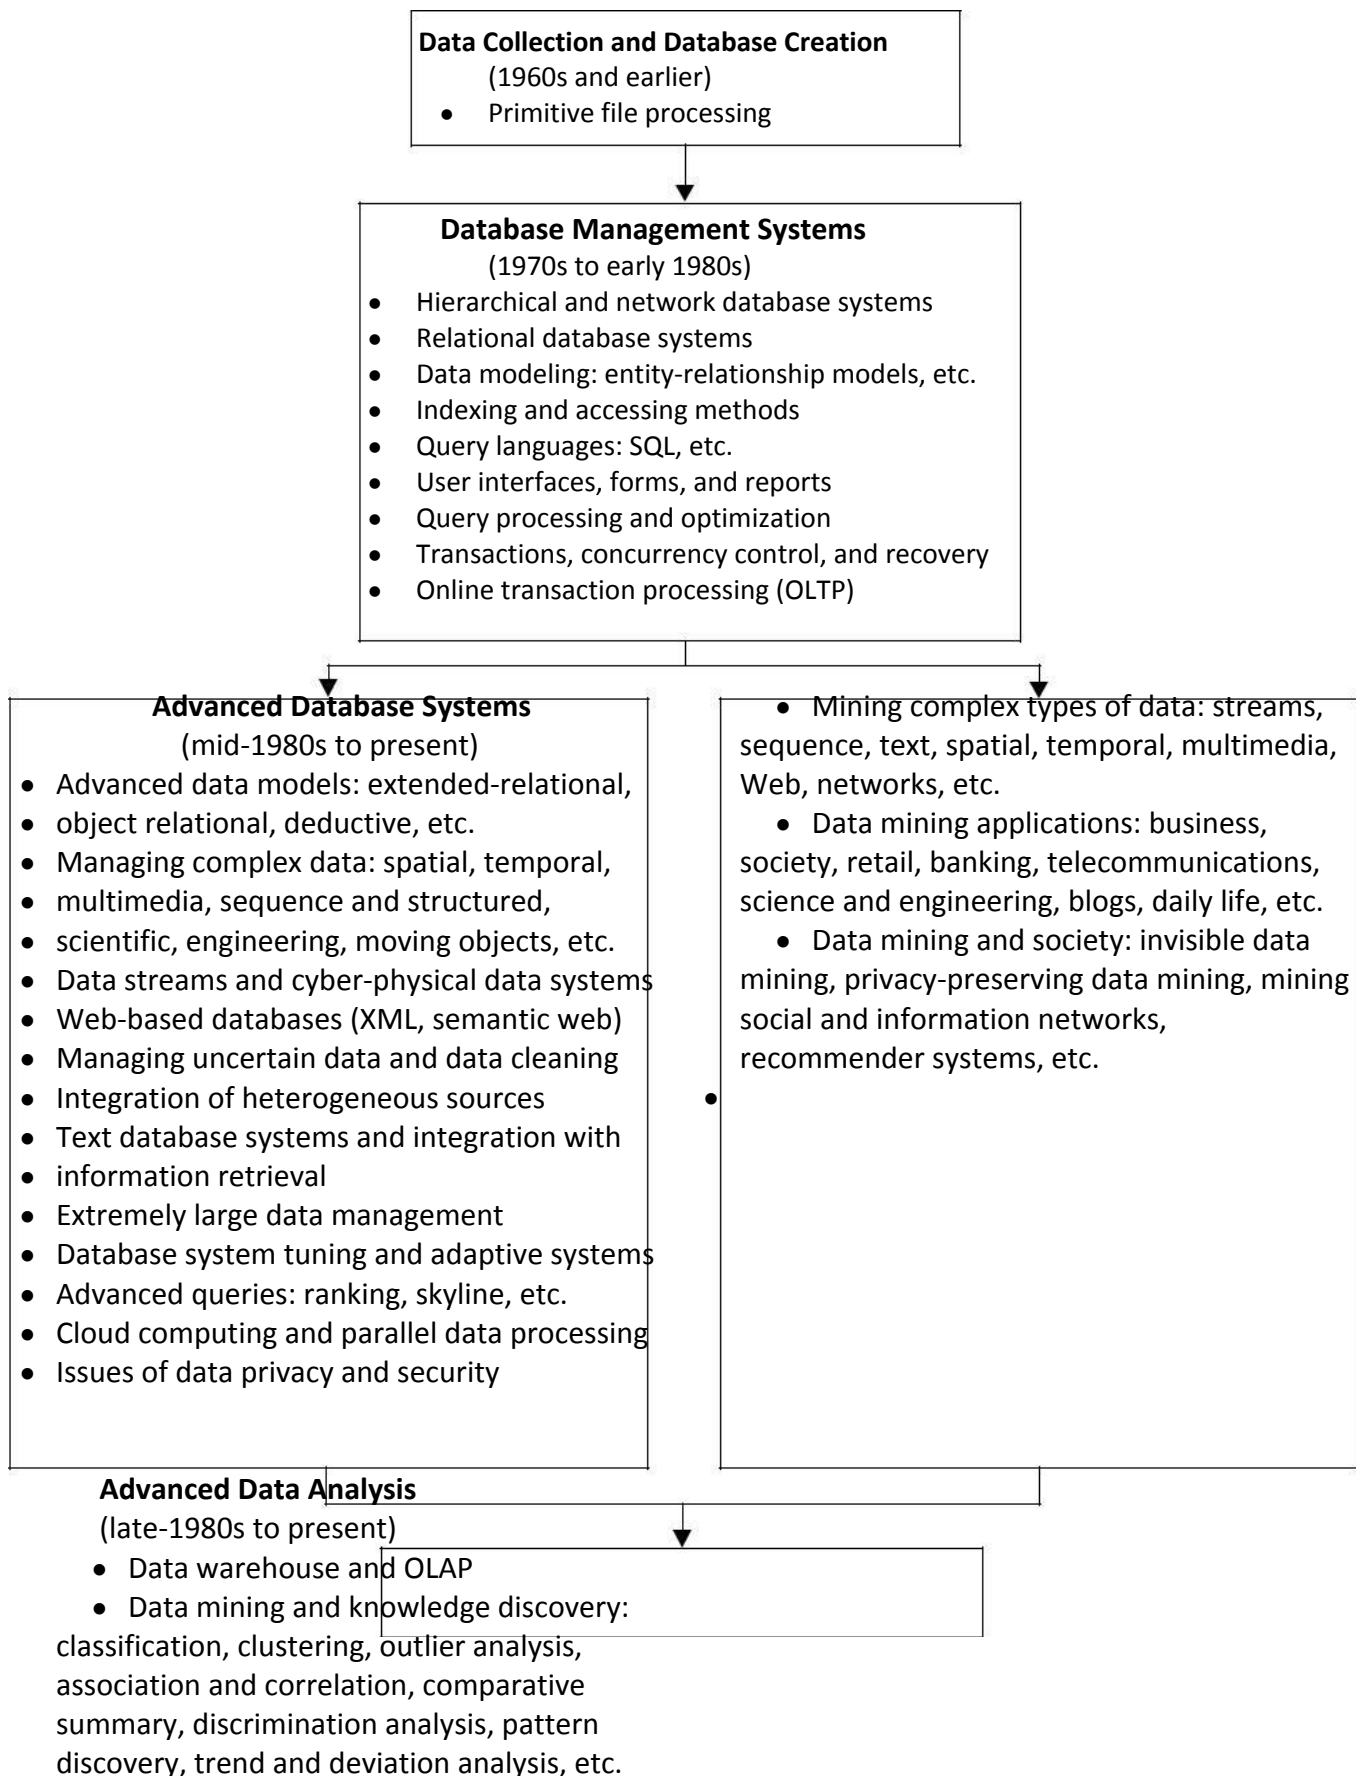 Data Collection and Database Creation
(1960s and earlier)
• Primitive file processing
Database Management Systems
(1970s to early 1980s)
• Hierarchical and network database systems
• Relational database systems
• Data modeling: entity-relationship models, etc.
• Indexing and accessing methods
• Query languages: SQL, etc.
• User interfaces, forms, and reports
• Query processing and optimization
• Transactions, concurrency control, and recovery
• Online transaction processing (OLTP)
Advanced Database Systems
(mid-1980s to present)
• Advanced data models: extended-relational,
• object relational, deductive, etc.
• Managing complex data: spatial, temporal,
• multimedia, sequence and structured,
• scientific, engineering, moving objects, etc.
• Data streams and cyber-physical data systems
• Web-based databases (XML, semantic web)
• Managing uncertain data and data cleaning
• Integration of heterogeneous sources
• Text database systems and integration with
• information retrieval
• Extremely large data management
• Database system tuning and adaptive systems
• Advanced queries: ranking, skyline, etc.
• Cloud computing and parallel data processing
• Issues of data privacy and security
Advanced Data Analysis
(late-1980s to present)
• Data warehouse and OLAP
• Data mining and knowledge discovery:
classification, clustering, outlier analysis,
association and correlation, comparative
summary, discrimination analysis, pattern
discovery, trend and deviation analysis, etc.
• Mining complex types of data: streams,
sequence, text, spatial, temporal, multimedia,
Web, networks, etc.
• Data mining applications: business,
society, retail, banking, telecommunications,
science and engineering, blogs, daily life, etc.
• Data mining and society: invisible data
mining, privacy-preserving data mining, mining
social and information networks,
recommender systems, etc.
•